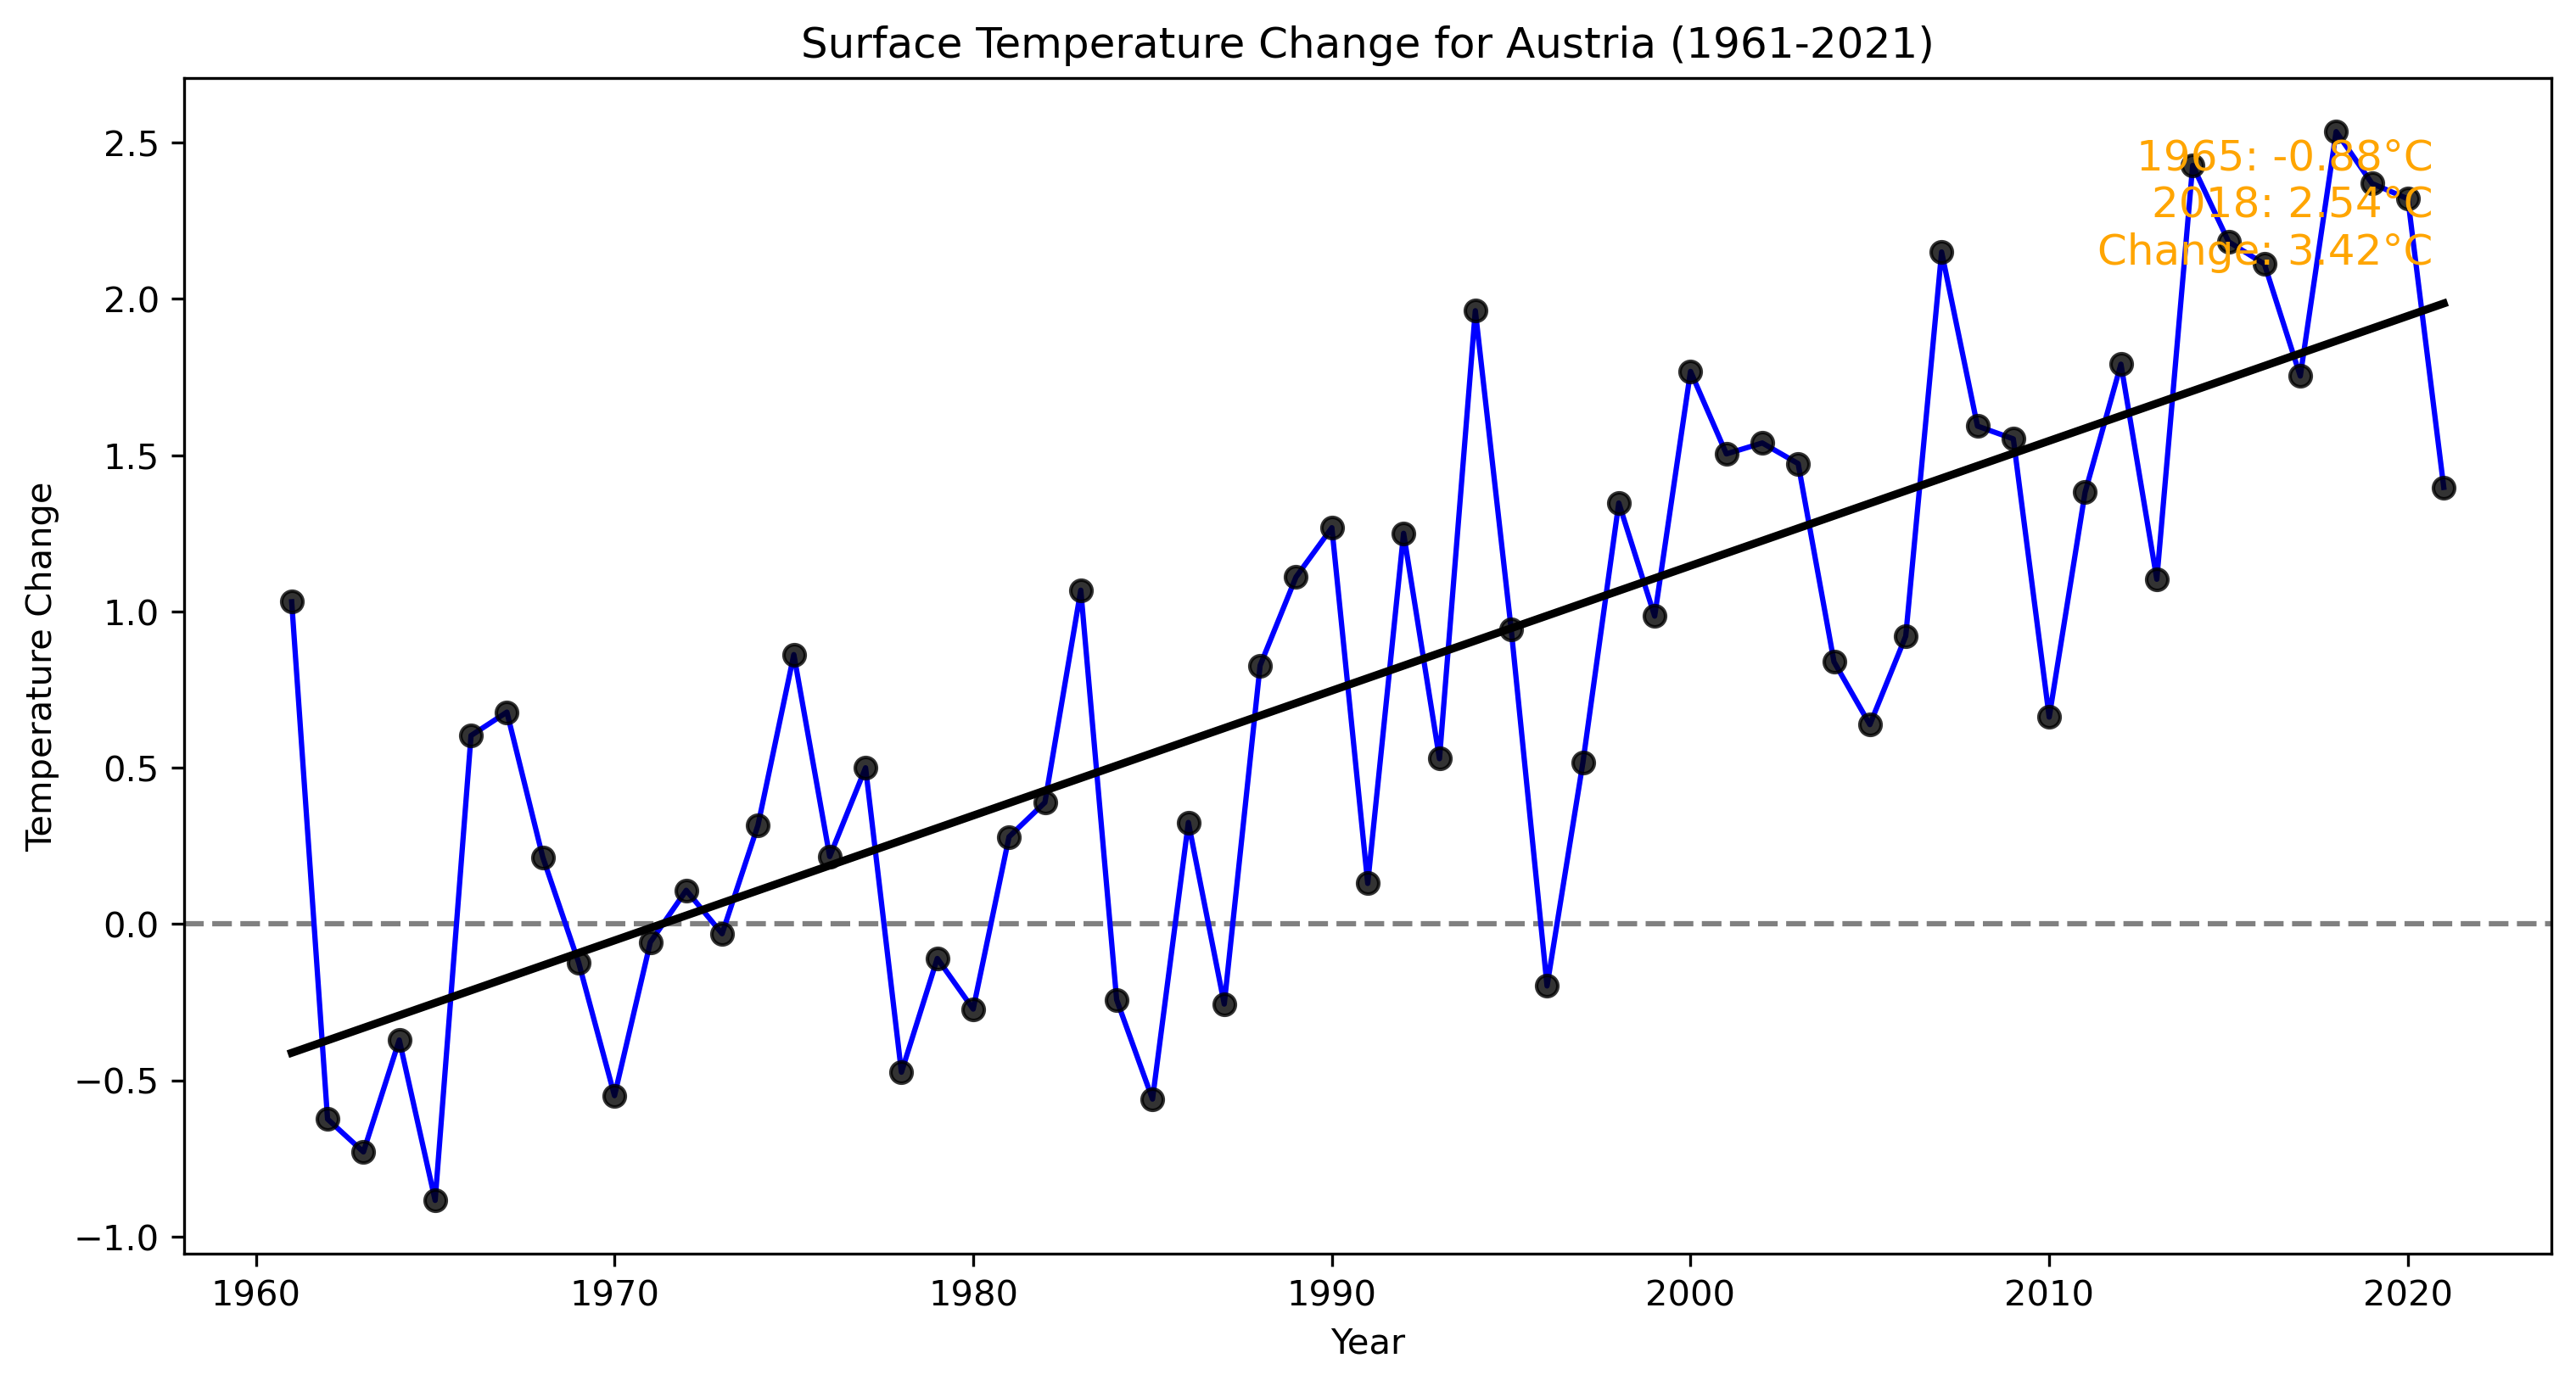 Surface Temperature Change for Austria (1961-2021)
2.5
2.0
1.5
1.0
0.5
0.0
−0.5
−1.0
Temperature Change
1965: -0.88°C
2018: 2.54°C
Change: 3.42°C
1960 1970 1980 1990 2000 2010 2020
Year